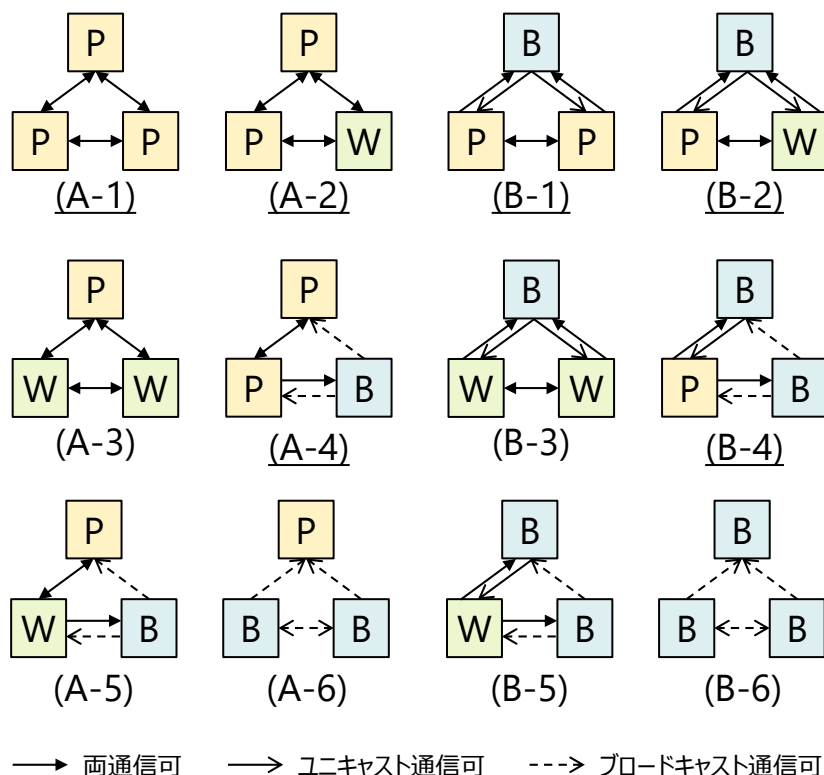 P P B B
P P P W P P P W
(A-1) (A-2) (B-1) (B-2)
P P B B
W W P B W W P B
(A-3) (A-4) (B-3) (B-4)
P P B B
W B B B W B B B
(A-5) (A-6) (B-5) (B-6)
両通信可 ユニキャスト通信可 ブロードキャスト通信可